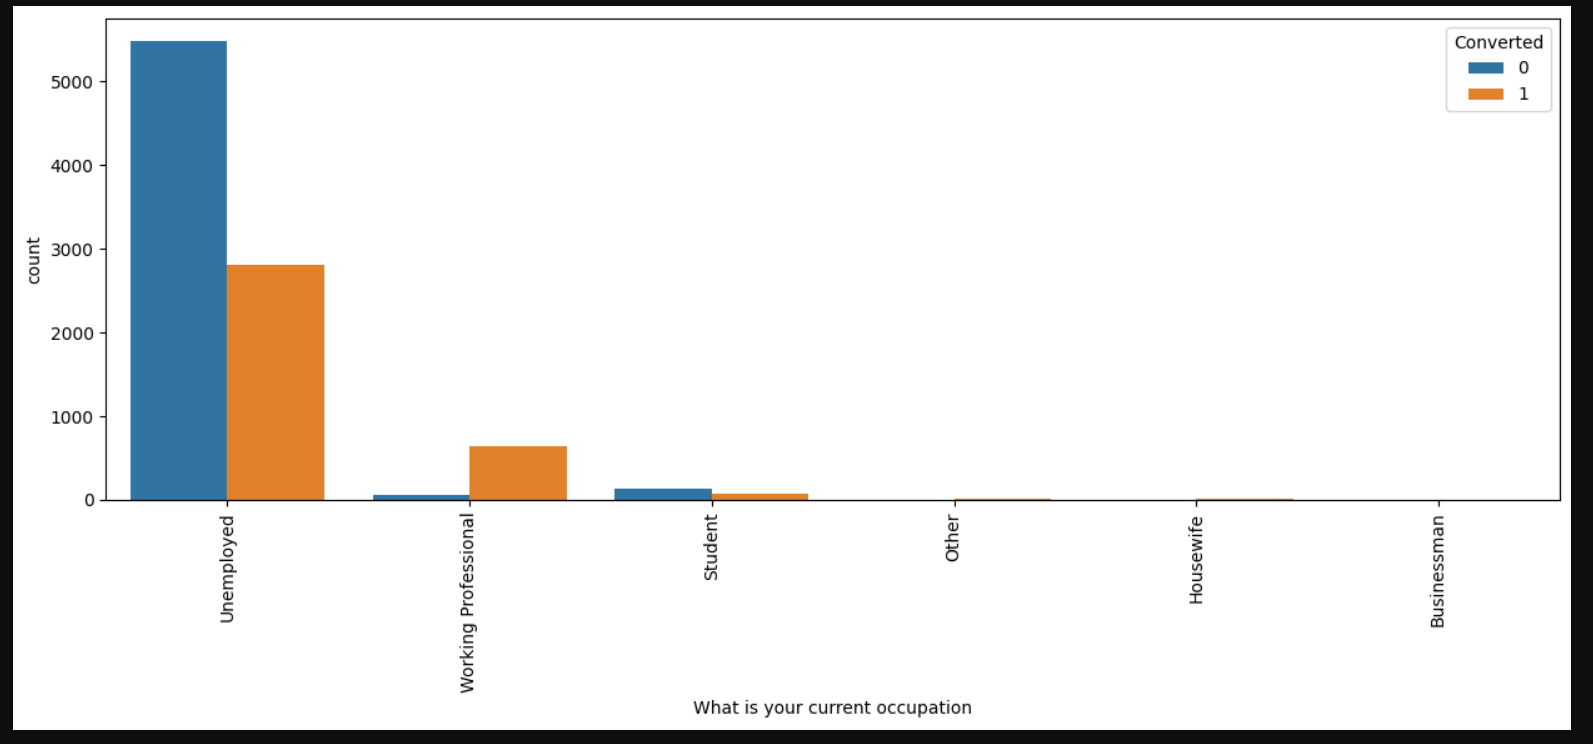 Converted
0
1
5000
4000
3000
2000
1000
0
count
Unemployed
Working Professional
Student
Other
Housewife
Businessman
What is your current occupation